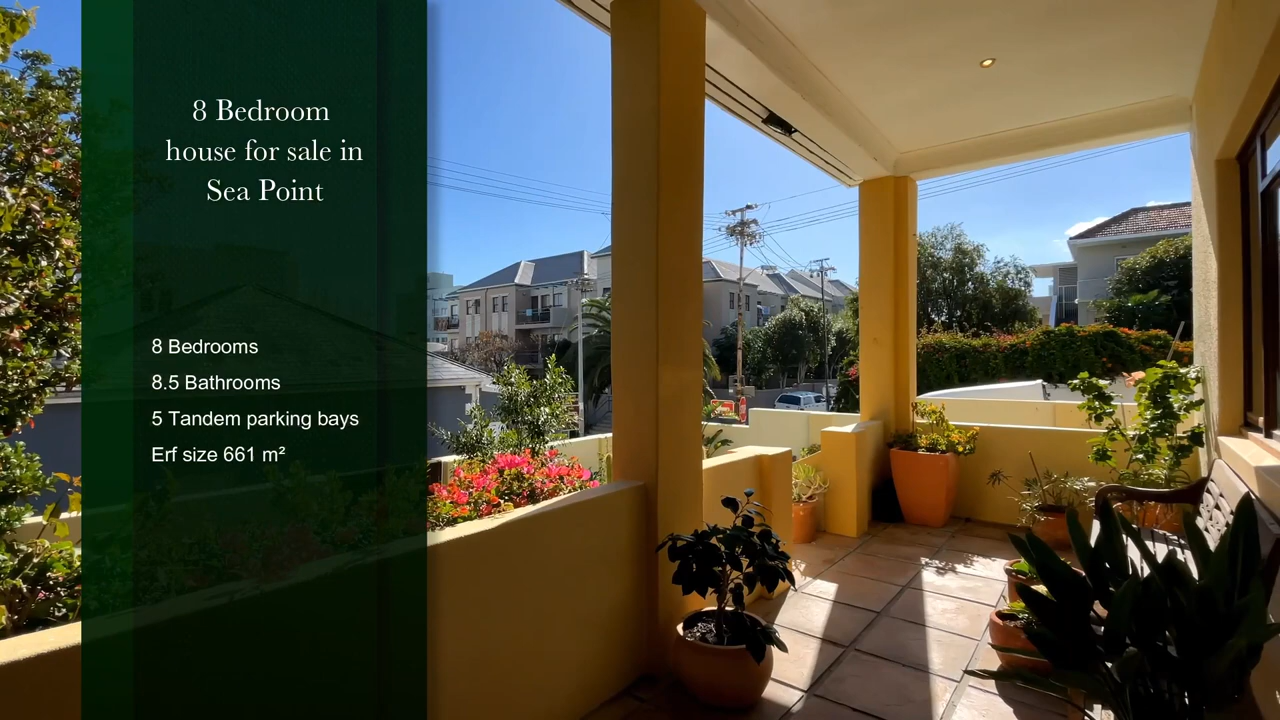 8 Bedroom
house for sale in
Sea Point
8 Bedrooms
8.5 Bathrooms
5 Tandem parking bays
Erf size 661 m²